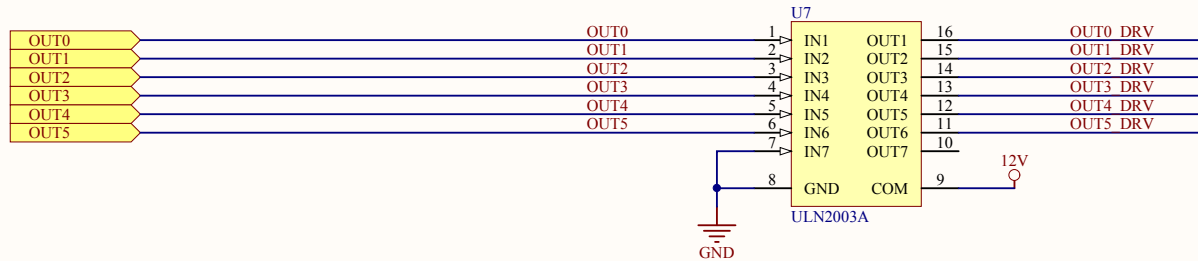 U7
OUT0 OUT0 1 IN1 OUT1 16 OUT0_DRV
OUT1 OUT1 2 IN2 OUT2 15 OUT1_DRV
OUT2 OUT2 3 IN3 OUT3 14 OUT2_DRV
OUT3 OUT3 4 IN4 OUT4 13 OUT3_DRV
OUT4 OUT4 5 IN5 OUT5 12 OUT4_DRV
OUT5 OUT5 6 IN6 OUT6 11 OUT5_DRV
7 IN7 OUT7 10
12V
8 GND COM 9
ULN2003A
GND